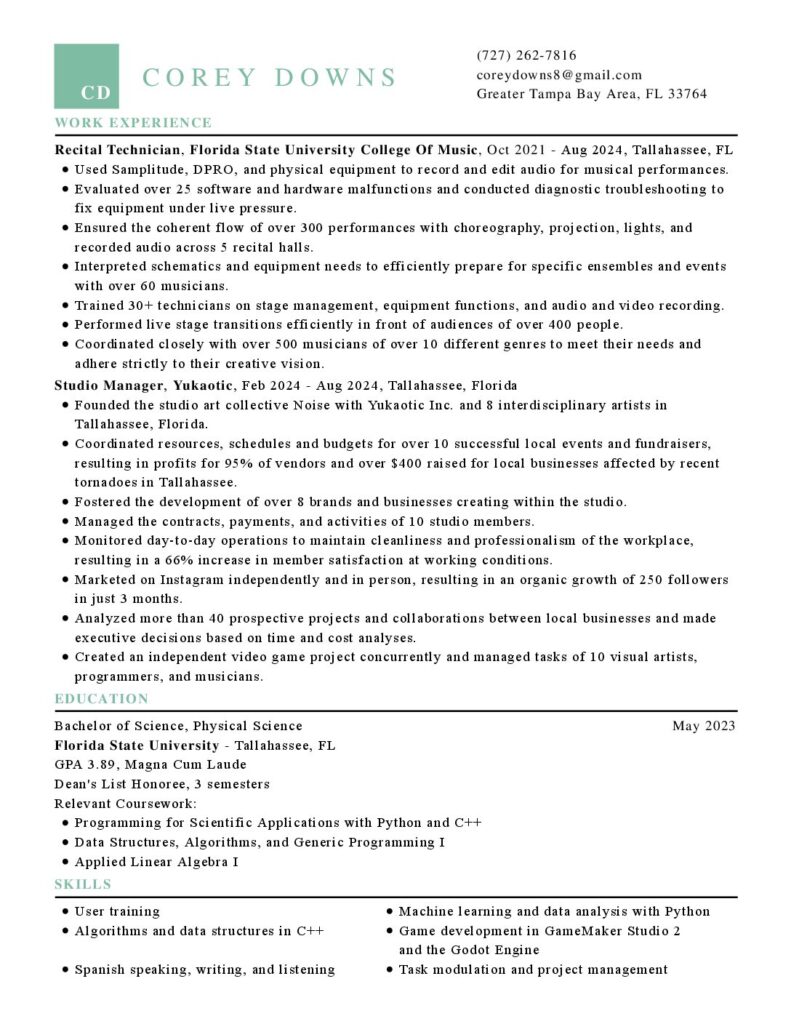 CD
COREY DOWNS
(727) 262-7816
coreydowns8@gmail.com
Greater Tampa Bay Area, FL 33764
WORK EXPERIENCE
Recital Technician, Florida State University College Of Music, Oct 2021 - Aug 2024, Tallahassee, FL
• Used Samplitude, DPRO, and physical equipment to record and edit audio for musical performances.
• Evaluated over 25 software and hardware malfunctions and conducted diagnostic troubleshooting to
fix equipment under live pressure.
• Ensured the coherent flow of over 300 performances with choreography, projection, lights, and
recorded audio across 5 recital halls.
• Interpreted schematics and equipment needs to efficiently prepare for specific ensembles and events
with over 60 musicians.
• Trained 30+ technicians on stage management, equipment functions, and audio and video recording.
• Performed live stage transitions efficiently in front of audiences of over 400 people.
• Coordinated closely with over 500 musicians of over 10 different genres to meet their needs and
adhere strictly to their creative vision.
Studio Manager, Yukaotic, Feb 2024 - Aug 2024, Tallahassee, Florida
• Founded the studio art collective Noise with Yukaotic Inc. and 8 interdisciplinary artists in
Tallahassee, Florida.
• Coordinated resources, schedules and budgets for over 10 successful local events and fundraisers,
resulting in profits for 95% of vendors and over $400 raised for local businesses affected by recent
tornadoes in Tallahassee.
• Fostered the development of over 8 brands and businesses creating within the studio.
• Managed the contracts, payments, and activities of 10 studio members.
• Monitored day-to-day operations to maintain cleanliness and professionalism of the workplace,
resulting in a 66% increase in member satisfaction at working conditions.
• Marketed on Instagram independently and in person, resulting in an organic growth of 250 followers
in just 3 months.
• Analyzed more than 40 prospective projects and collaborations between local businesses and made
executive decisions based on time and cost analyses.
• Created an independent video game project concurrently and managed tasks of 10 visual artists,
programmers, and musicians.
EDUCATION
Bachelor of Science, Physical Science May 2023
Florida State University - Tallahassee, FL
GPA 3.89, Magna Cum Laude
Dean's List Honoree, 3 semesters
Relevant Coursework:
• Programming for Scientific Applications with Python and C++
• Data Structures, Algorithms, and Generic Programming I
• Applied Linear Algebra I
SKILLS
• User training
• Algorithms and data structures in C++
• Spanish speaking, writing, and listening
• Machine learning and data analysis with Python
• Game development in GameMaker Studio 2
and the Godot Engine
• Task modulation and project management